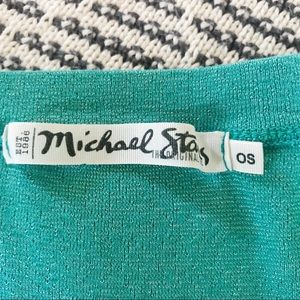 EST.
1986
Michael Stars
THE ORIGINAL
OS